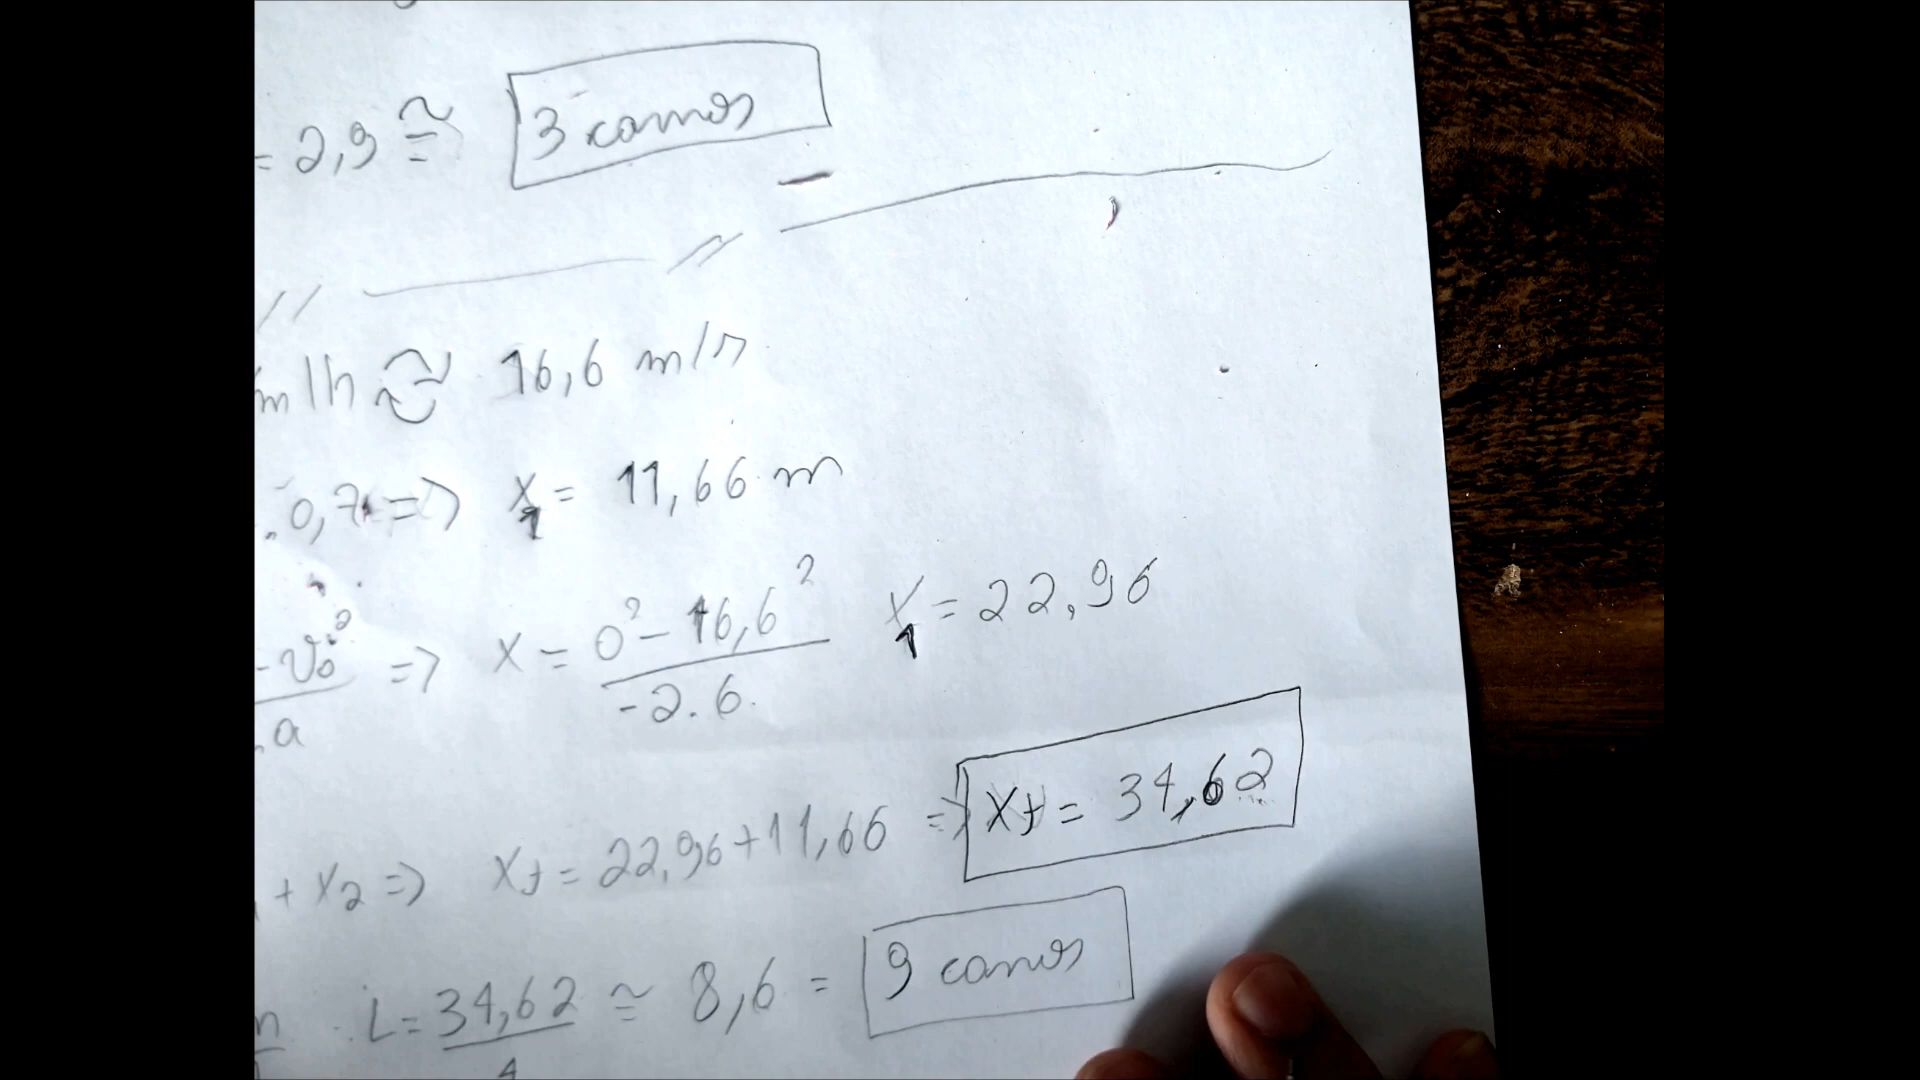 = 2,9 ≅ 3 carros
m/h ≅ 16,6 m/s
. 0,7 => X₁ = 11,66 m
- v₀² / .a => X = 0² - 16,6² / -2.6. X₁ = 22,96
+ X₂ => Xt = 22,96 + 11,66 => Xt = 34,62
L = 34,62 / 4 ≅ 8,6 = 9 carros